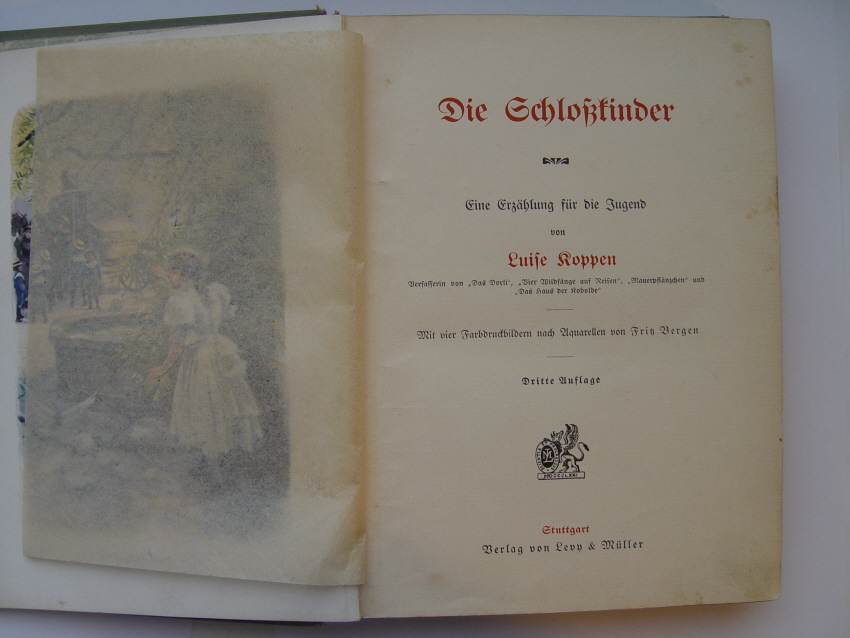 Die Schloßkinder
Eine Erzählung für die Jugend
von
Luise Koppen
Verfasserin von „Das Dorli“, „Vier Wildfänge auf Reisen“, „Mauerpflänzchen“ und
„Das Haus der Kobolde“
Mit vier Farbdruckbildern nach Aquarellen von Fritz Bergen
Dritte Auflage
Stuttgart
Verlag von Levy & Müller